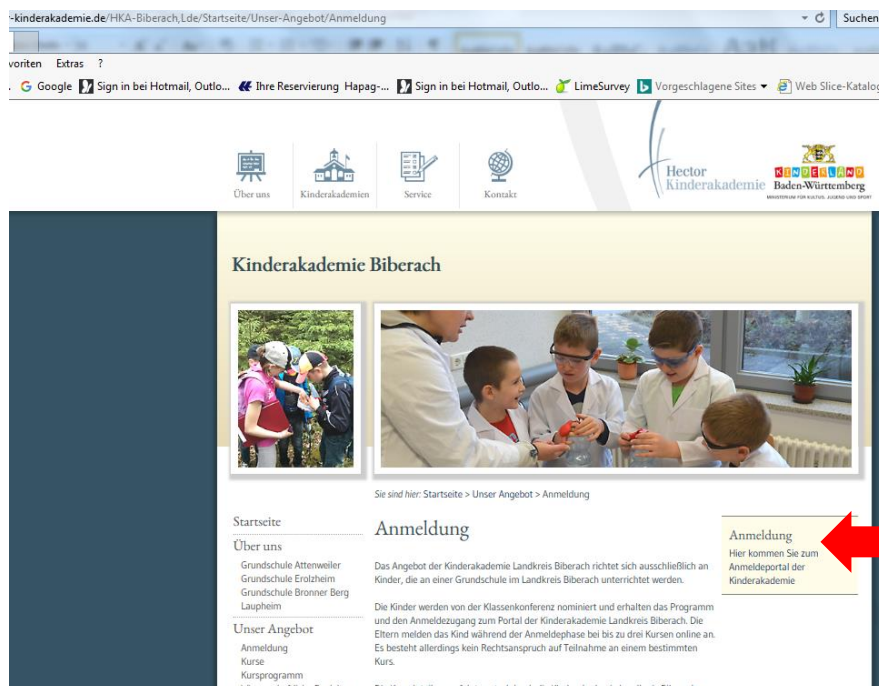 r-kinderakademie.de/HKA-Biberach,Lde/Startseite/Unser-Angebot/Anmeldung
Suchen
voriten Extras ?
Google Sign in bei Hotmail, Outlo... Ihre Reservierung Hapag-... Sign in bei Hotmail, Outlo... LimeSurvey Vorgeschlagene Sites Web Slice-Katalog
Über uns
Kinderakademien
Service
Kontakt
Hector
Kinderakademie
KINDERLAND
Baden-Württemberg
MINISTERIUM FÜR KULTUS, JUGEND UND SPORT
Kinderakademie Biberach
Sie sind hier: Startseite > Unser Angebot > Anmeldung
Startseite
Über uns
Grundschule Attenweiler
Grundschule Erolzheim
Grundschule Bronner Berg
Laupheim
Unser Angebot
Anmeldung
Kurse
Kursprogramm
Anmeldung
Das Angebot der Kinderakademie Landkreis Biberach richtet sich ausschließlich an
Kinder, die an einer Grundschule im Landkreis Biberach unterrichtet werden.
Die Kinder werden von der Klassenkonferenz nominiert und erhalten das Programm
und den Anmeldezugang zum Portal der Kinderakademie Landkreis Biberach. Die
Eltern melden das Kind während der Anmeldephase bei bis zu drei Kursen online an.
Es besteht allerdings kein Rechtsanspruch auf Teilnahme an einem bestimmten
Kurs.
Anmeldung
Hier kommen Sie zum
Anmeldeportal der
Kinderakademie